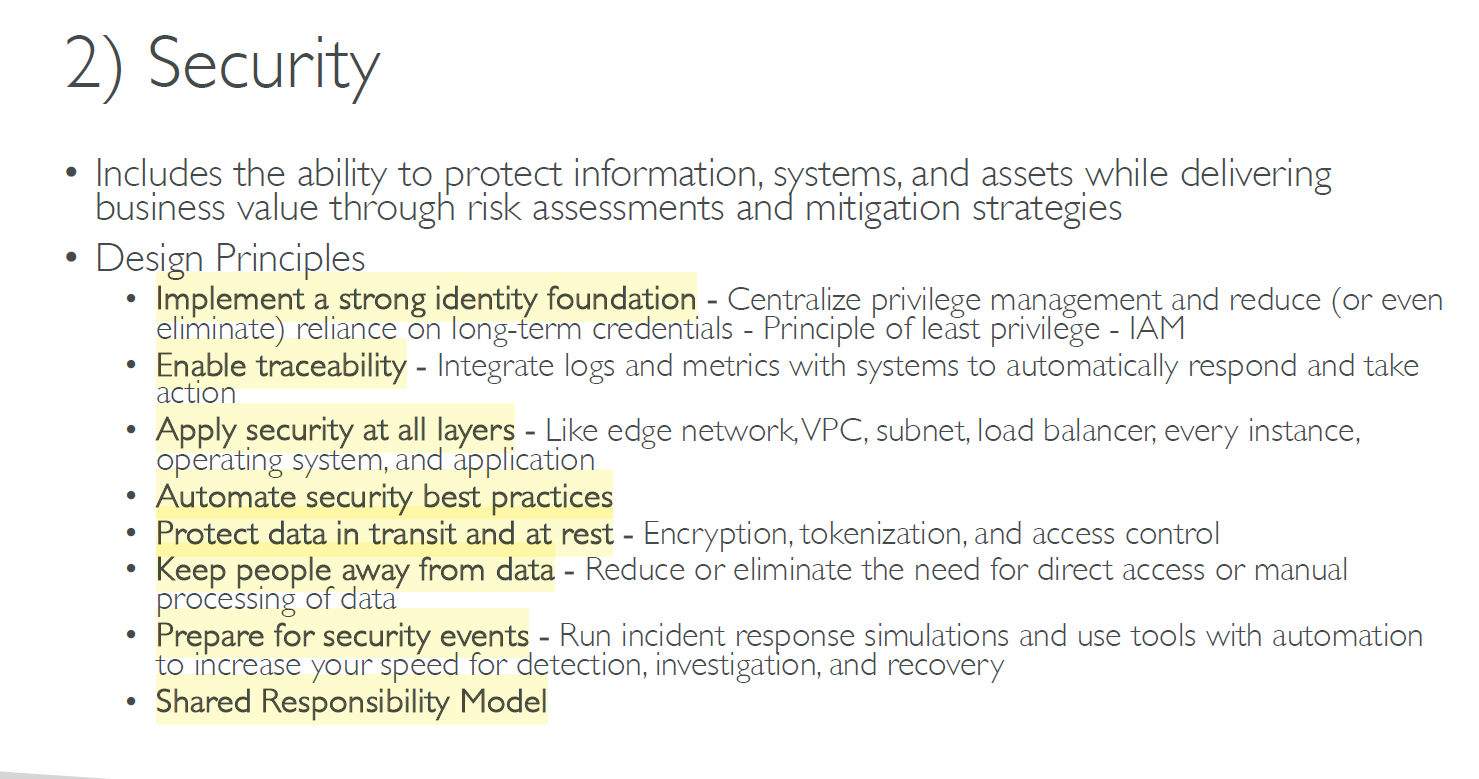 2) Security
• Includes the ability to protect information, systems, and assets while delivering
business value through risk assessments and mitigation strategies
• Design Principles
• Implement a strong identity foundation - Centralize privilege management and reduce (or even
eliminate) reliance on long-term credentials - Principle of least privilege - IAM
• Enable traceability - Integrate logs and metrics with systems to automatically respond and take
action
• Apply security at all layers - Like edge network, VPC, subnet, load balancer, every instance,
operating system, and application
• Automate security best practices
• Protect data in transit and at rest - Encryption, tokenization, and access control
• Keep people away from data - Reduce or eliminate the need for direct access or manual
processing of data
• Prepare for security events - Run incident response simulations and use tools with automation
to increase your speed for detection, investigation, and recovery
• Shared Responsibility Model